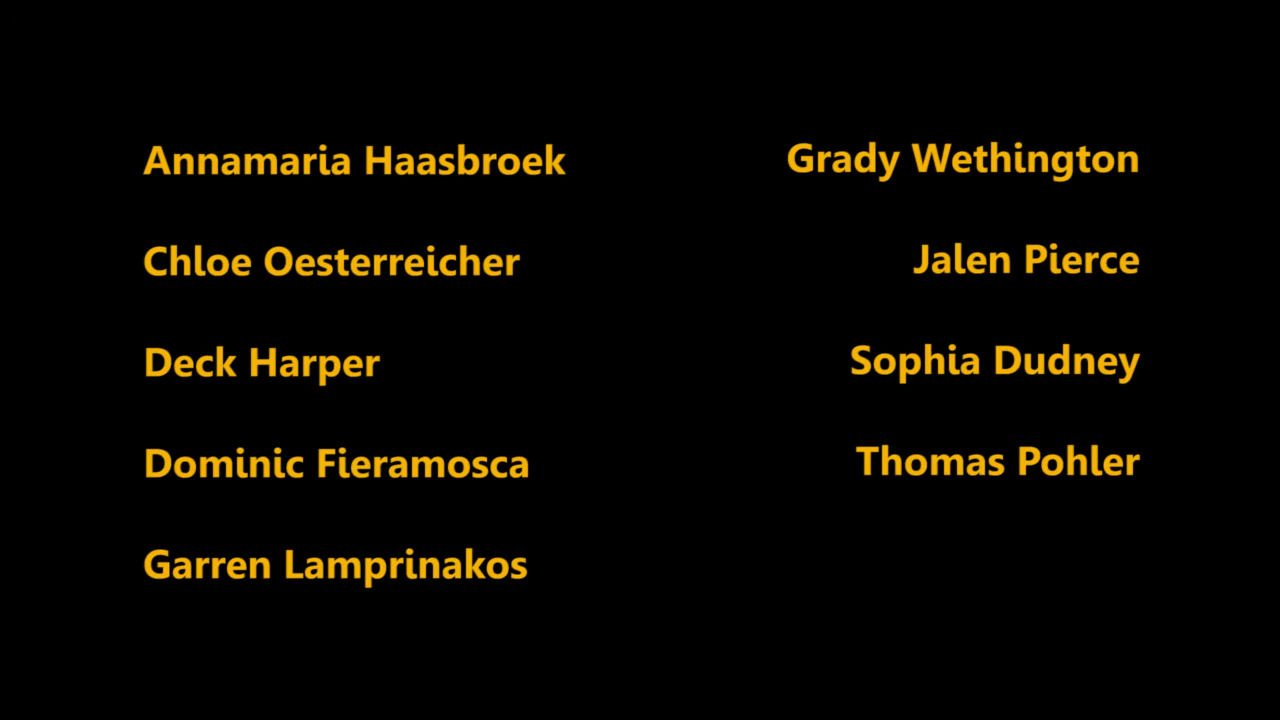 Annamaria Haasbroek
Chloe Oesterreicher
Deck Harper
Dominic Fieramosca
Garren Lamprinakos
Grady Wethington
Jalen Pierce
Sophia Dudney
Thomas Pohler